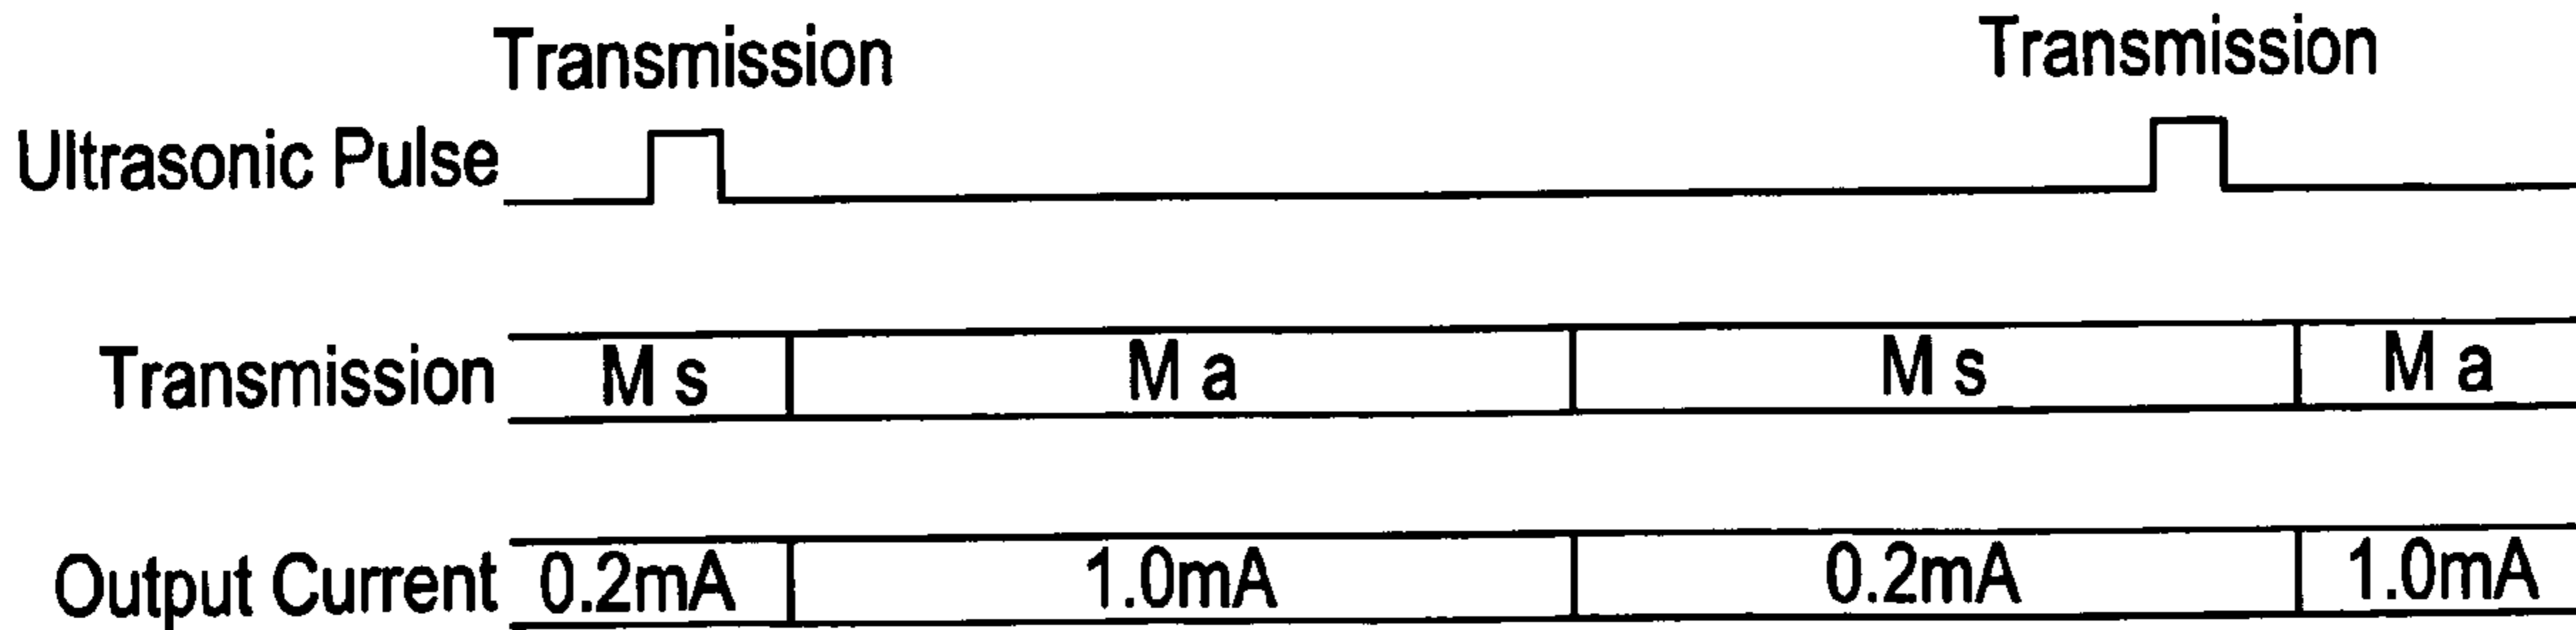 Transmission Transmission
Ultrasonic Pulse
Transmission M s M a M s M a
Output Current 0.2mA 1.0mA 0.2mA 1.0mA